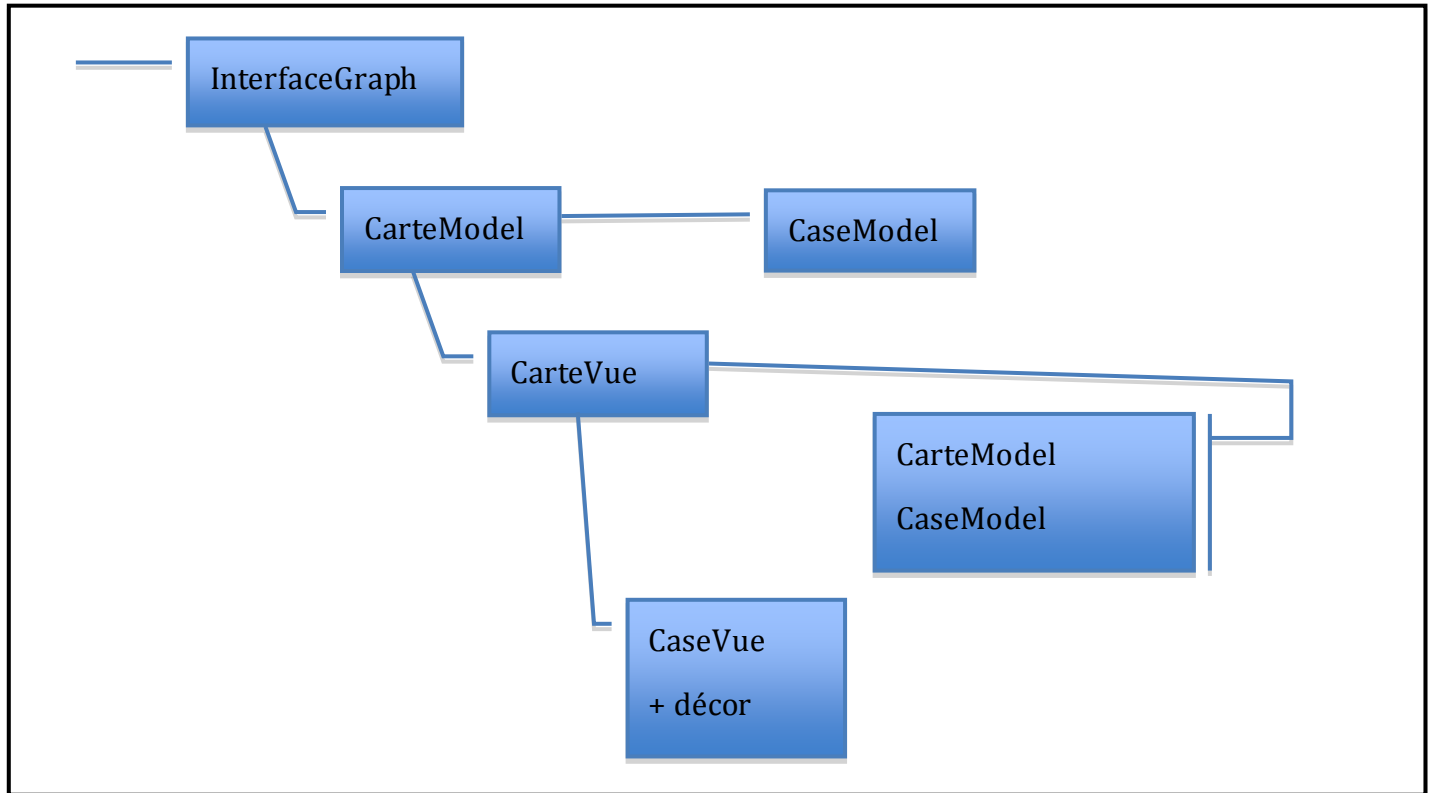 InterfaceGraph
CarteModel
CaseModel
CarteVue
CarteModel
CaseModel
CaseVue
+ décor